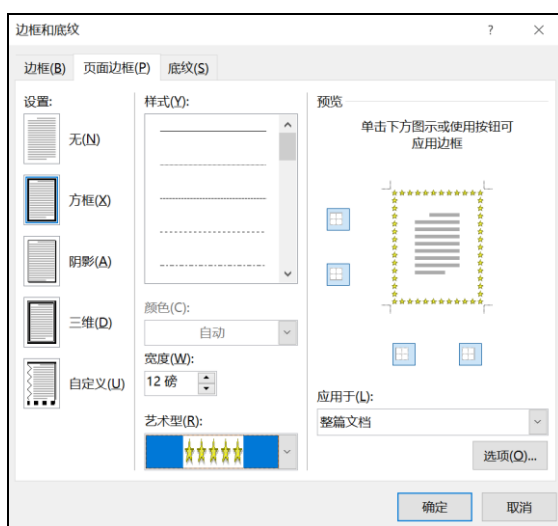 边框和底纹
?
×
边框(B) 页面边框(P) 底纹(S)
设置:
无(N)
方框(X)
阴影(A)
三维(D)
自定义(U)
样式(Y):
颜色(C):
自动
宽度(W):
12 磅
艺术型(R):
预览
单击下方图示或使用按钮可
应用边框
应用于(L):
整篇文档
选项(O)...
确定 取消